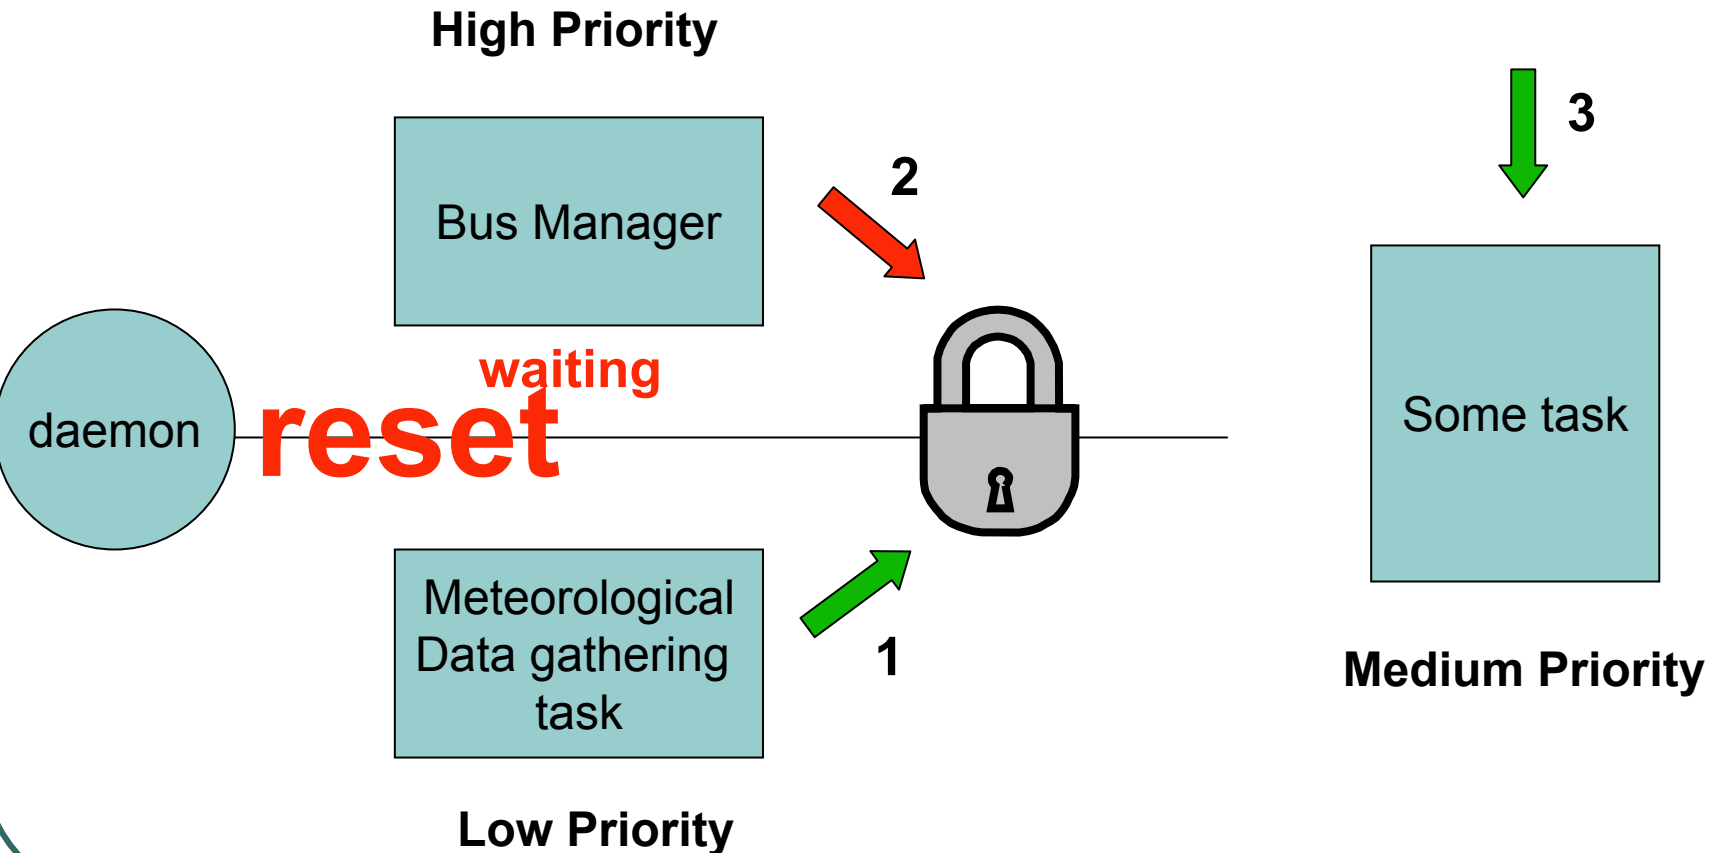 High Priority
3
2
Bus Manager
waiting
Some task
daemon
reset
Meteorological
Data gathering
task
1
Medium Priority
Low Priority